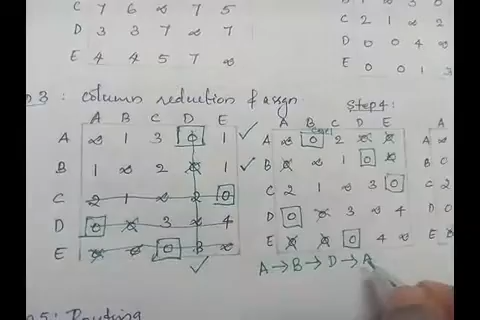 C 7 6 ∞ 7 5
D 3 3 7 ∞ 7
E 4 4 5 7 ∞
C 2 1 ∞ 2
D 0 0 4 ∞
E 0 0 1 3
3 : Column reduction & assign
A B C D E
A ∞ 1 3 0 1
B 1 ∞ 2 0 1
C 2 1 ∞ 2 0
D 0 0 3 ∞ 4
E 0 0 0 3 ∞
Step 4:
A B C D E
A ∞ 0 2 0 0
B 0 ∞ 1 0 0
C 2 1 ∞ 3 0
D 0 0 3 ∞ 4
E 0 0 0 4 ∞
A → B → D → A
A
A ∞
B 0
C 2
D 0
E
5 : Routing